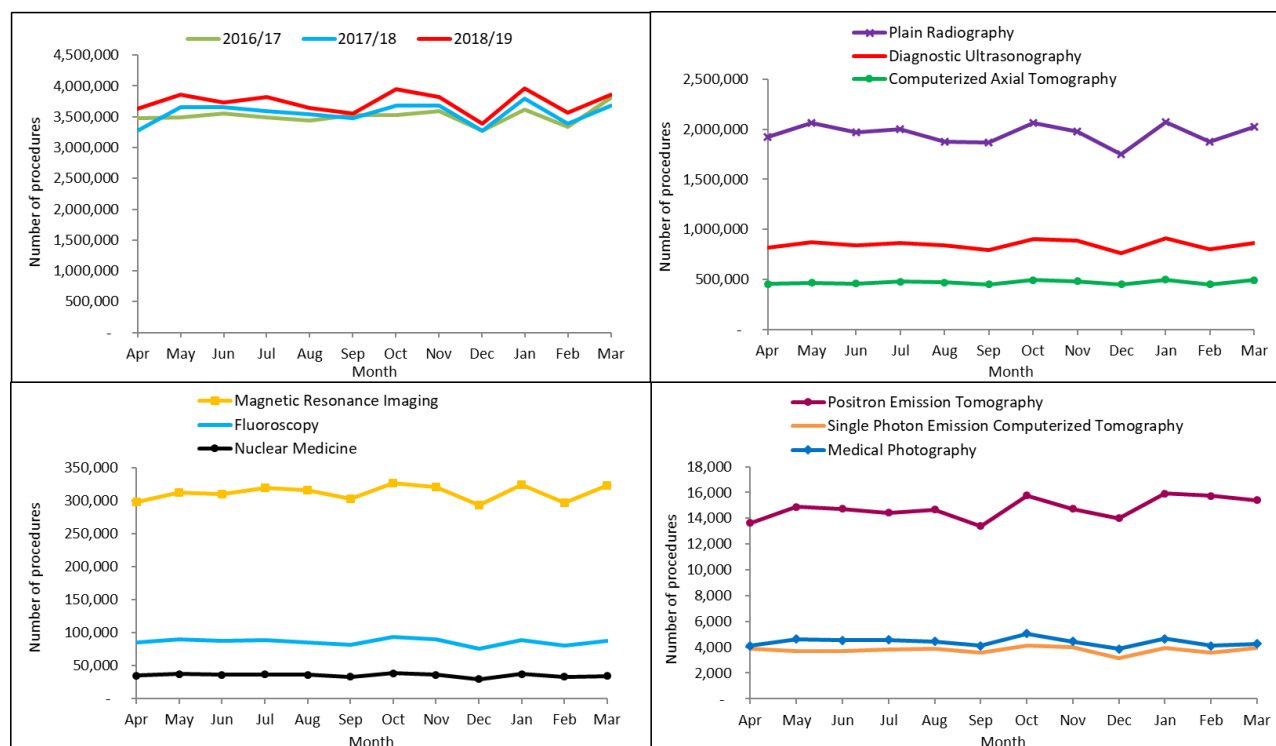 2016/17 2017/18 2018/19
4,500,000
4,000,000
3,500,000
3,000,000
2,500,000
2,000,000
1,500,000
1,000,000
500,000
-
Number of procedures
Apr May Jun Jul Aug Sep Oct Nov Dec Jan Feb Mar
Month
Plain Radiography
Diagnostic Ultrasonography
Computerized Axial Tomography
2,500,000
2,000,000
1,500,000
1,000,000
500,000
-
Number of procedures
Apr May Jun Jul Aug Sep Oct Nov Dec Jan Feb Mar
Month
Magnetic Resonance Imaging
Fluoroscopy
Nuclear Medicine
350,000
300,000
250,000
200,000
150,000
100,000
50,000
-
Number of procedures
Apr May Jun Jul Aug Sep Oct Nov Dec Jan Feb Mar
Month
Positron Emission Tomography
Single Photon Emission Computerized Tomography
Medical Photography
18,000
16,000
14,000
12,000
10,000
8,000
6,000
4,000
2,000
-
Number of procedures
Apr May Jun Jul Aug Sep Oct Nov Dec Jan Feb Mar
Month